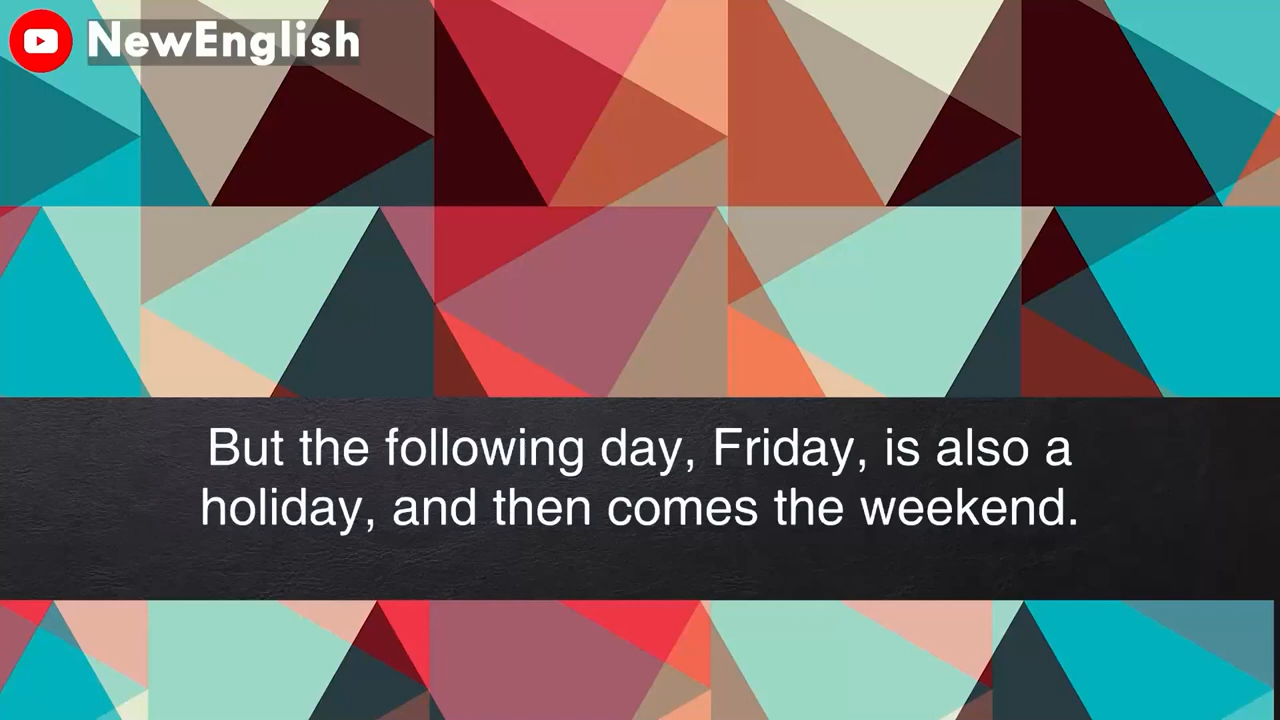 NewEnglish
But the following day, Friday, is also a
holiday, and then comes the weekend.